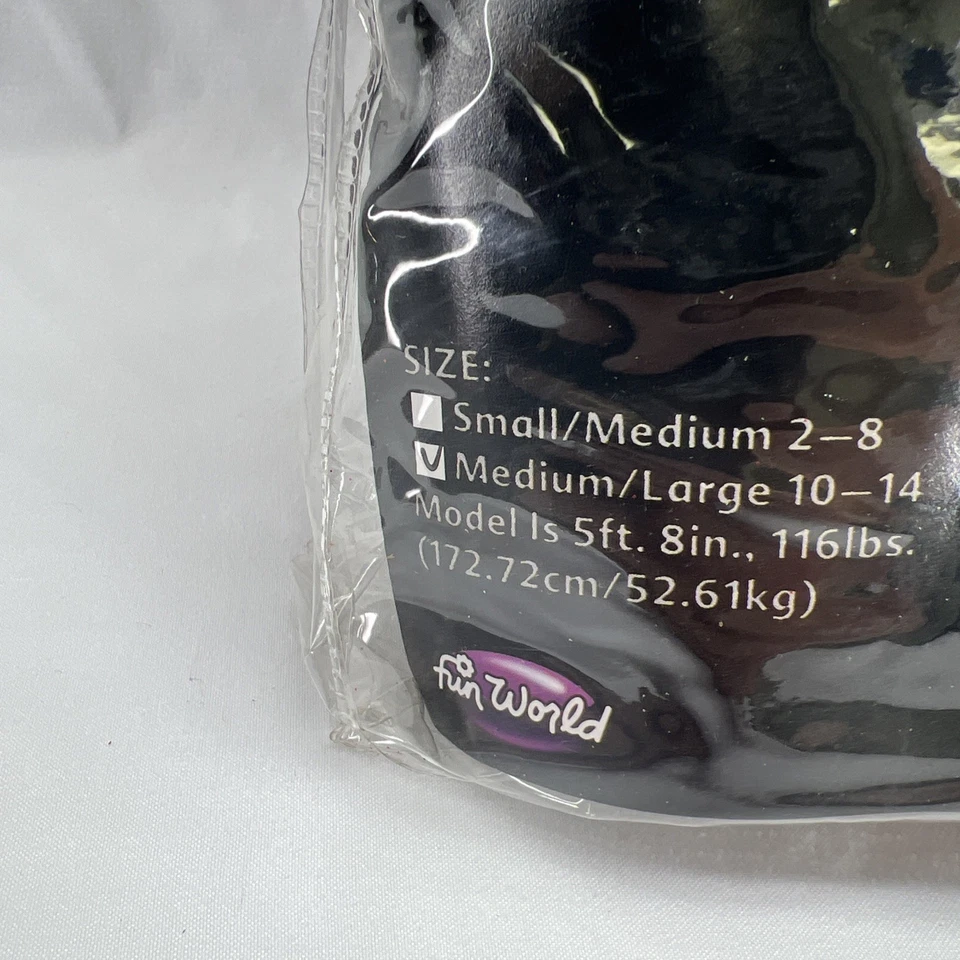 SIZE:
Small/Medium 2–8
Medium/Large 10–14
Model Is 5ft. 8in., 116lbs.
(172.72cm/52.61kg)
fun World